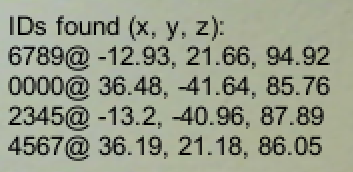 IDs found (x, y, z):
6789@ -12.93, 21.66, 94.92
0000@ 36.48, -41.64, 85.76
2345@ -13.2, -40.96, 87.89
4567@ 36.19, 21.18, 86.05